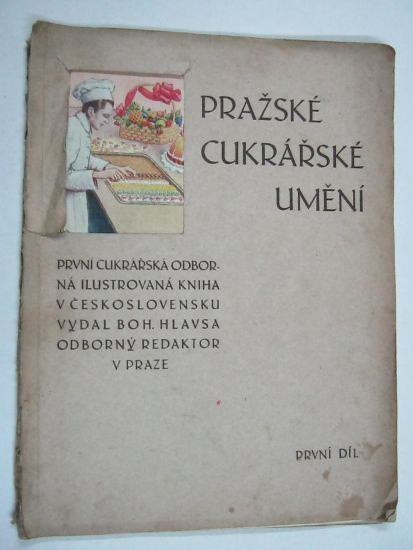 PRAŽSKÉ
CUKRÁŘSKÉ
UMĚNÍ
PRVNÍ CUKRÁŘSKÁ ODBOR-
NÁ ILUSTROVANÁ KNIHA
V ČESKOSLOVENSKU
VYDAL BOH. HLAVSA
ODBORNÝ REDAKTOR
V PRAZE
PRVNÍ DÍL